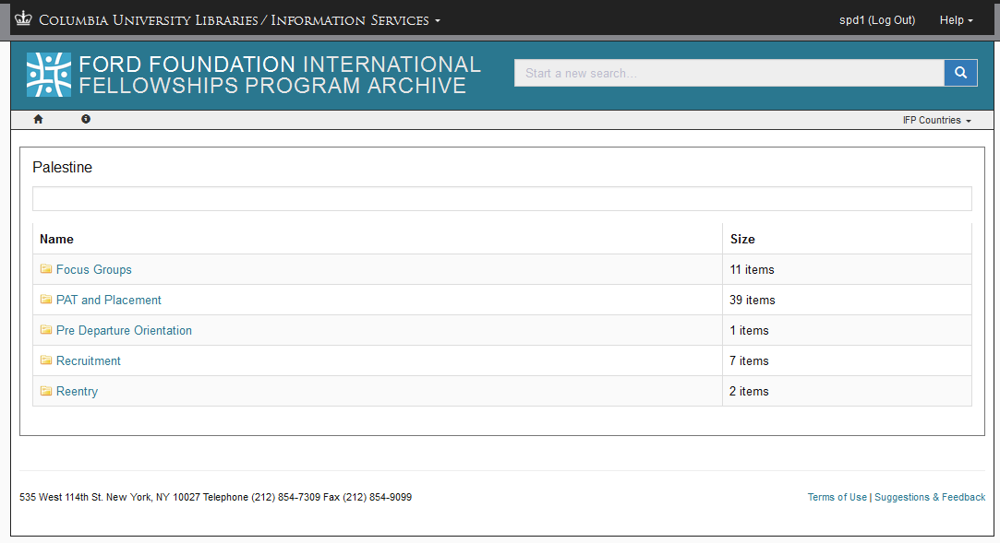 Columbia University Libraries / Information Services
spd1 (Log Out) Help
FORD FOUNDATION INTERNATIONAL
FELLOWSHIPS PROGRAM ARCHIVE
Start a new search...
IFP Countries
Palestine
Name Size
Focus Groups 11 items
PAT and Placement 39 items
Pre Departure Orientation 1 items
Recruitment 7 items
Reentry 2 items
535 West 114th St. New York, NY 10027 Telephone (212) 854-7309 Fax (212) 854-9099
Terms of Use | Suggestions & Feedback